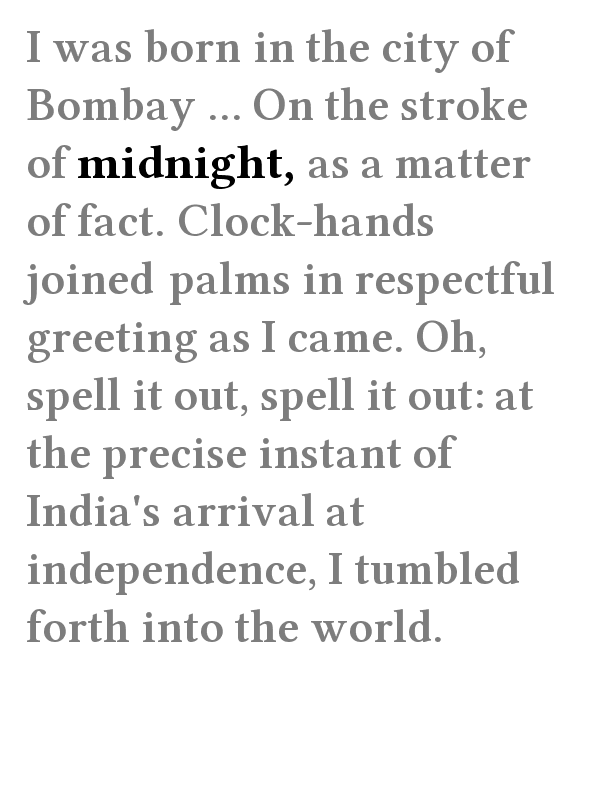 I was born in the city of
Bombay ... On the stroke
of midnight, as a matter
of fact. Clock-hands
joined palms in respectful
greeting as I came. Oh,
spell it out, spell it out: at
the precise instant of
India's arrival at
independence, I tumbled
forth into the world.